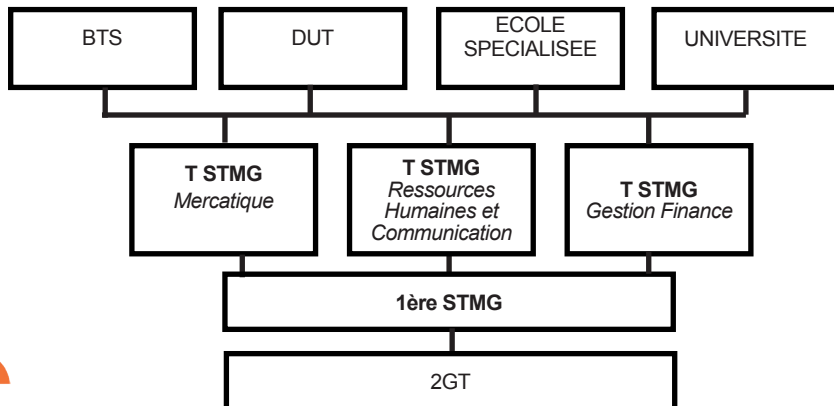 BTS
DUT
ECOLE
SPECIALISEE
UNIVERSITE
T STMG
Mercatique
T STMG
Ressources
Humaines et
Communication
T STMG
Gestion Finance
1ère STMG
2GT